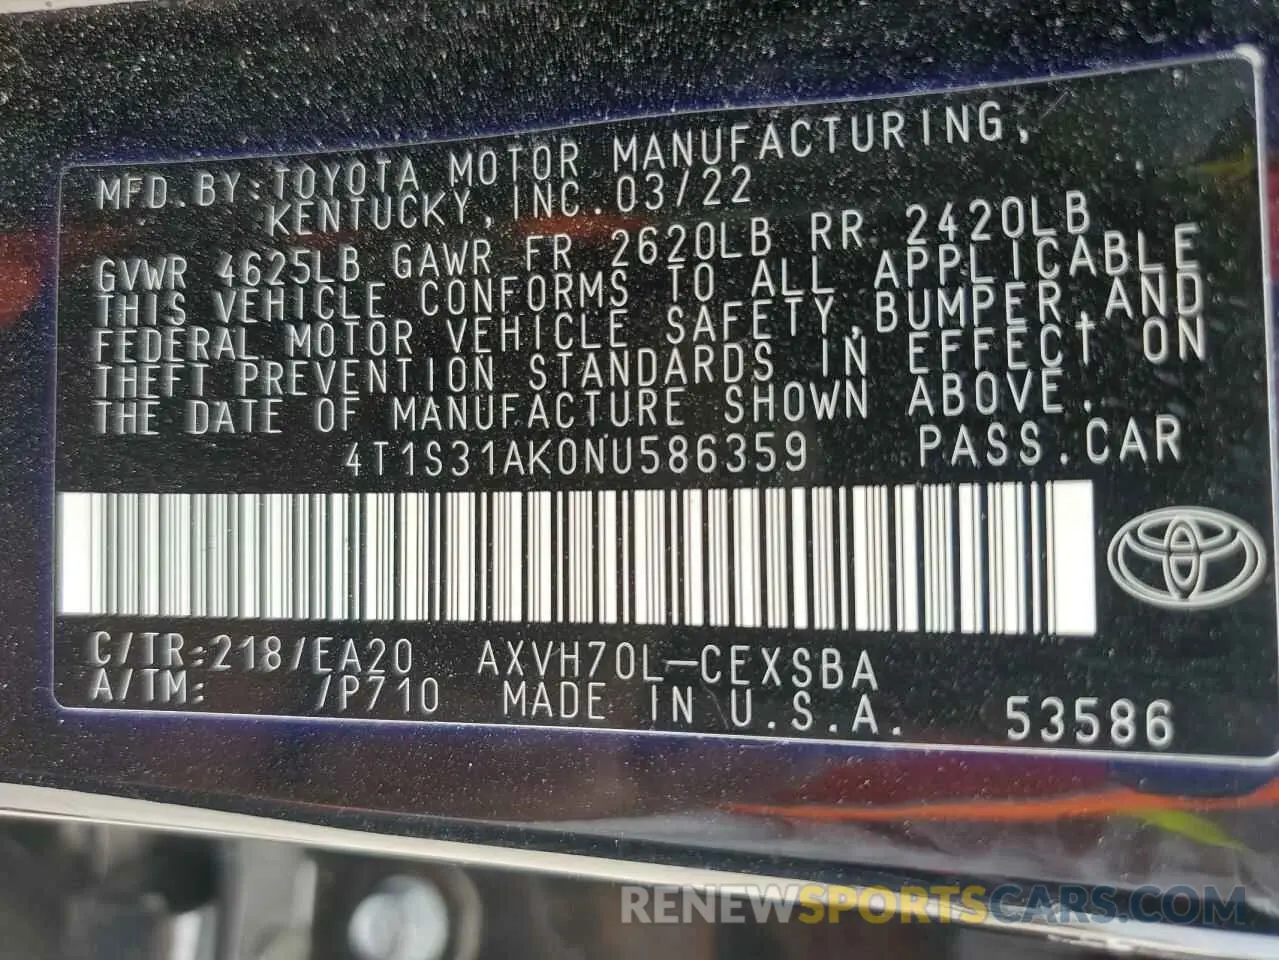 MFD.BY:TOYOTA MOTOR MANUFACTURING,
KENTUCKY,INC.03/22
GVWR 4625LB GAWR FR 2620LB RR 2420LB
THIS VEHICLE CONFORMS TO ALL APPLICABLE
FEDERAL MOTOR VEHICLE SAFETY,BUMPER,AND
THEFT PREVENTION STANDARDS IN EFFECT ON
THE DATE OF MANUFACTURE SHOWN ABOVE.
4T1S31AK0NU586359 PASS.CAR
C/TR:218/EA20 AXVH70L-CEXSBA
A/TM: /P710 MADE IN U.S.A. 53586
RENEWSPORTSCARS.COM